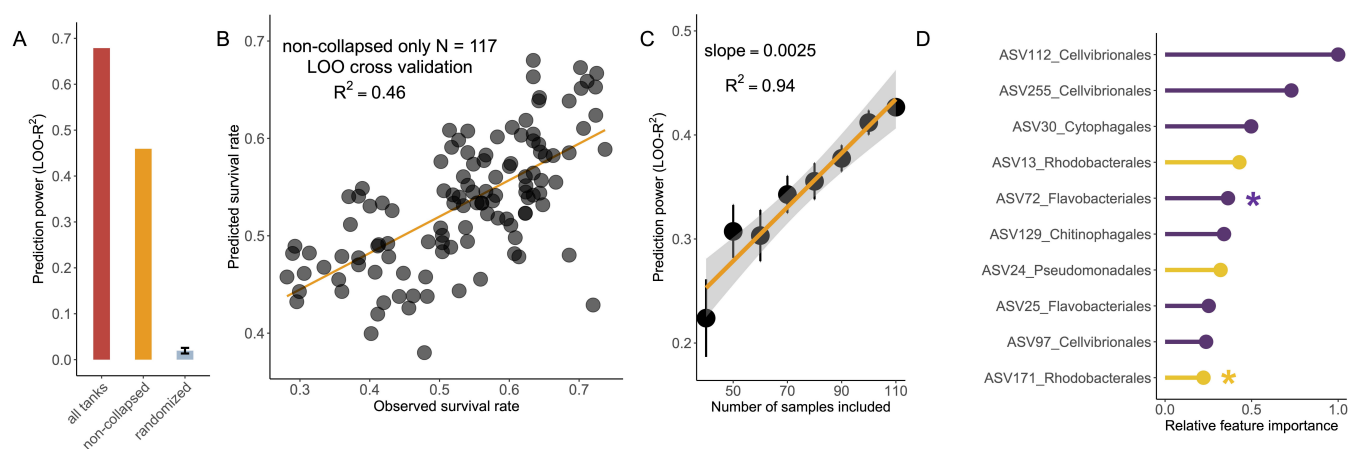 A
Prediction power (LOO-R²)
0.7
0.6
0.5
0.4
0.3
0.2
0.1
0.0
all tanks
non-collapsed
randomized
B
non-collapsed only N = 117
LOO cross validation
R² = 0.46
Predicted survival rate
0.7
0.6
0.5
0.4
0.3
0.4
0.5
0.6
0.7
Observed survival rate
C
slope = 0.0025
R² = 0.94
Prediction power (LOO-R²)
0.5
0.4
0.3
0.2
50
70
90
110
Number of samples included
D
ASV112_Cellvibrionales
ASV255_Cellvibrionales
ASV30_Cytophagales
ASV13_Rhodobacterales
ASV72_Flavobacteriales
*
ASV129_Chitinophagales
ASV24_Pseudomonadales
ASV25_Flavobacteriales
ASV97_Cellvibrionales
ASV171_Rhodobacterales
*
0.0
0.5
1.0
Relative feature importance